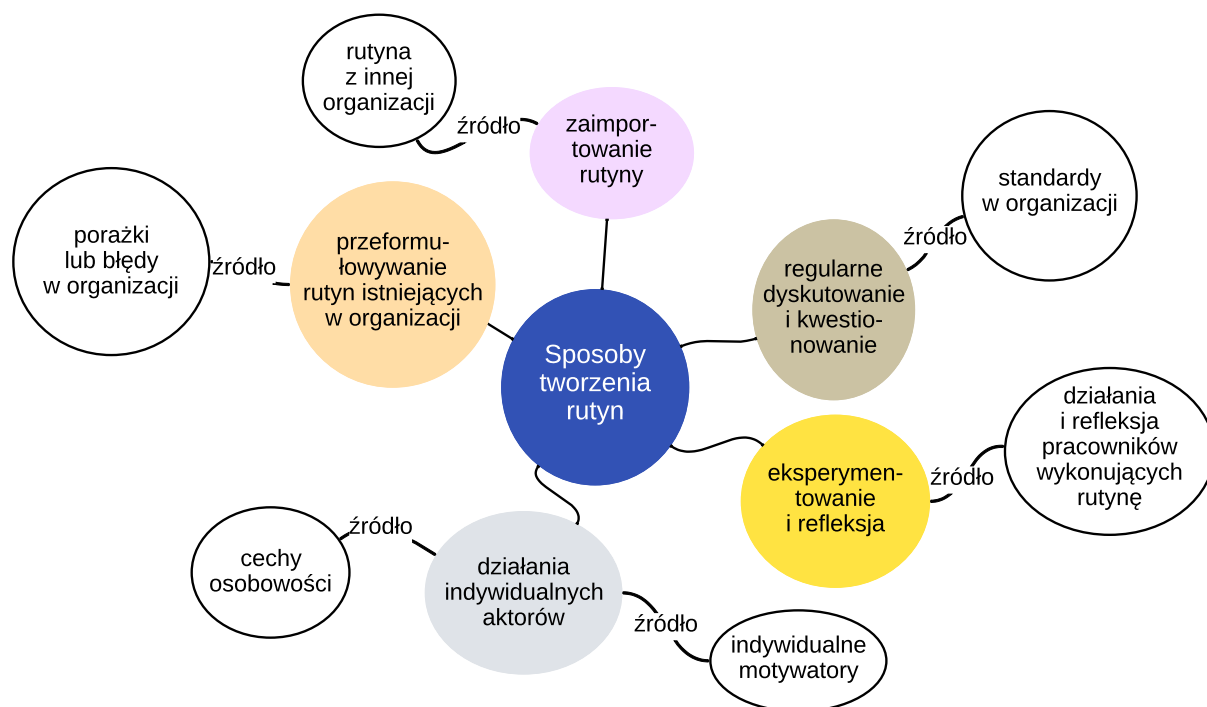 rutyna
z innej
organizacji
źródło
zaimpor-
towanie
rutyny
standardy
w organizacji
źródło
porażki
lub błędy
w organizacji
źródło
przeformu-
łowywanie
rutyn istniejących
w organizacji
regularne
dyskutowanie
i kwestio-
nowanie
Sposoby
tworzenia
rutyn
działania
i refleksja
pracowników
wykonujących
rutynę
źródło
eksperymen-
towanie
i refleksja
źródło
cechy
osobowości
działania
indywidualnych
aktorów
źródło
indywidualne
motywatory